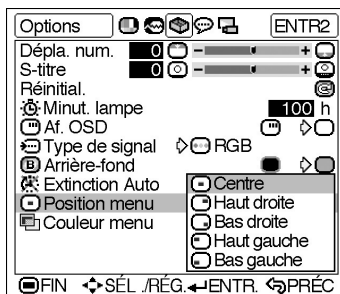 Options ENTR2
Dépla. num. 0 - +
S-titre 0 - +
Réinitial.
Minut. lampe 100 h
Af. OSD
Type de signal RGB
B Arrière-fond
Extinction Auto
Position menu
Couleur menu
Centre
Haut droite
Bas droite
Haut gauche
Bas gauche
FIN SÉL./RÉG. ENTR. PRÉC